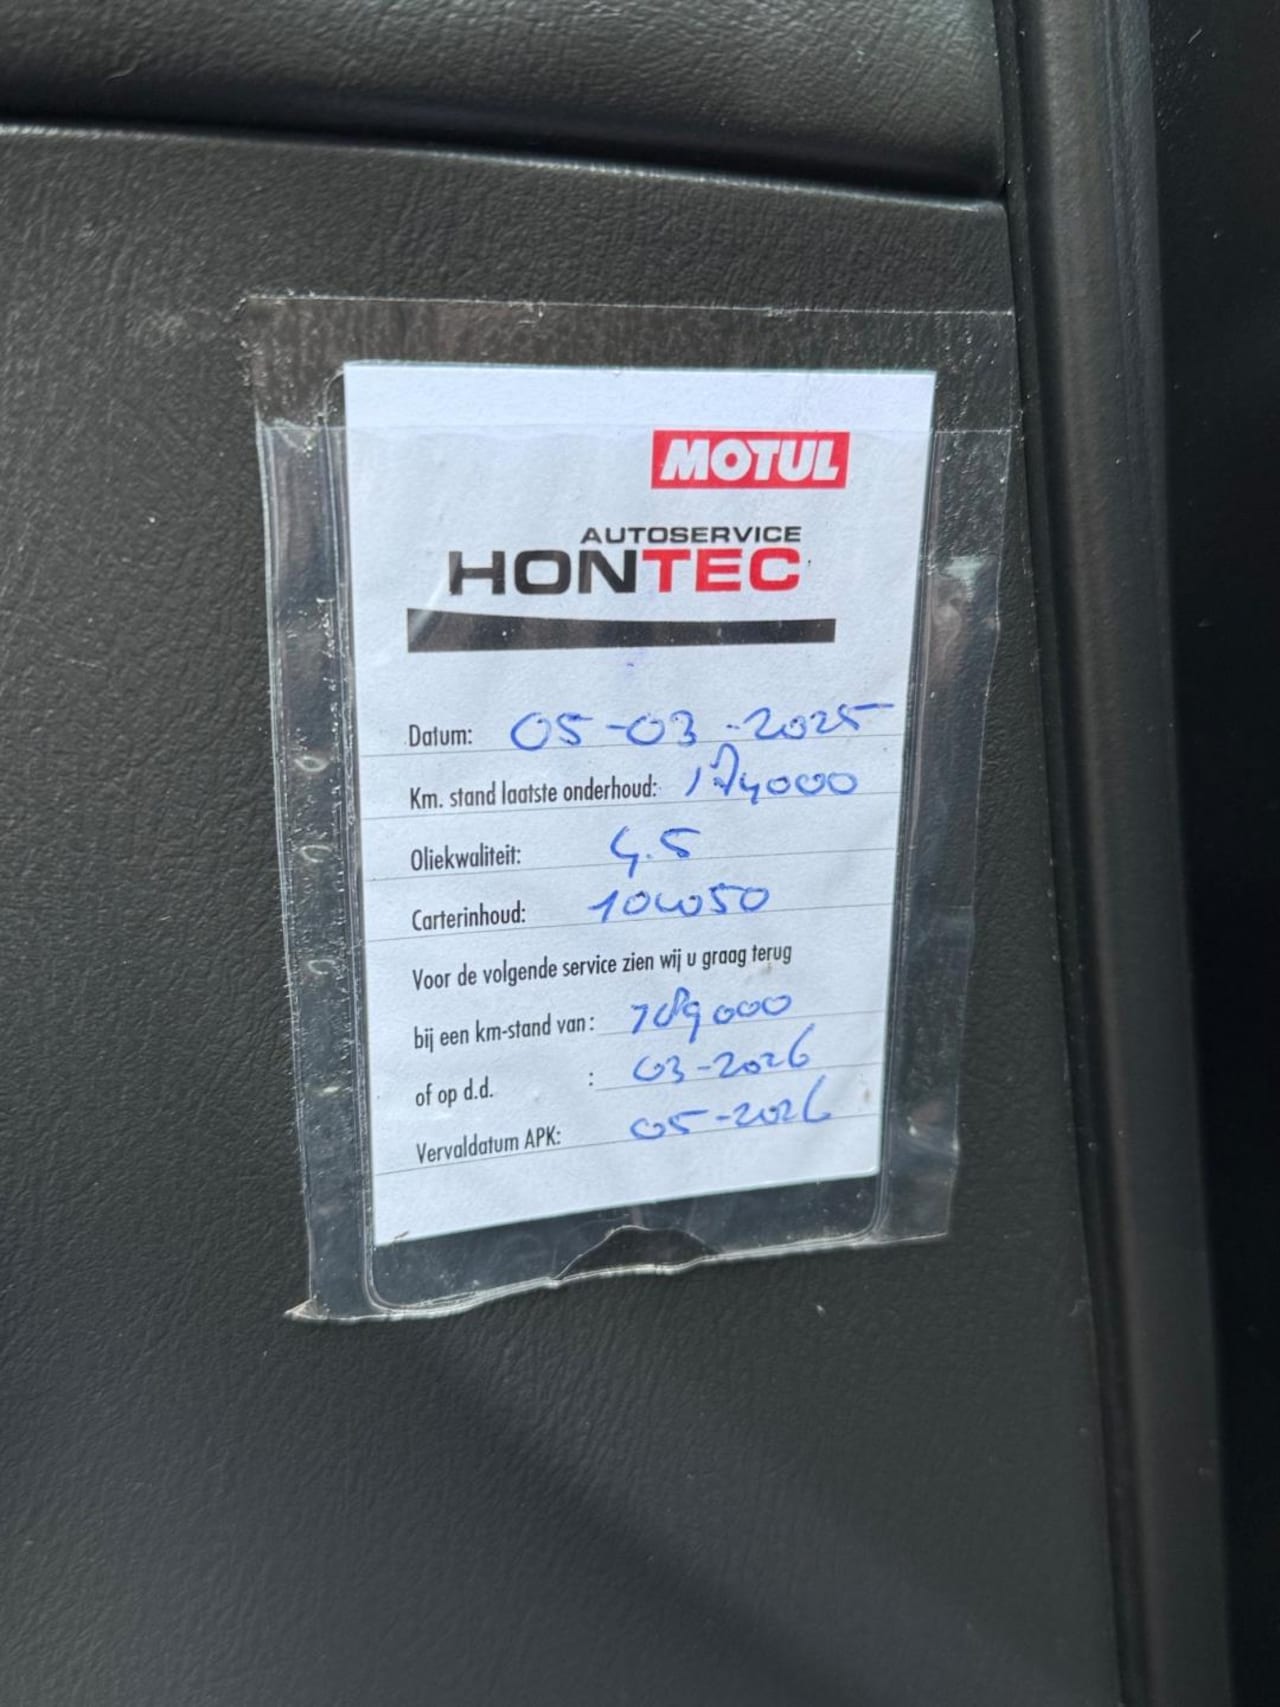 MOTUL
AUTOSERVICE
HONTEC
Datum: 05-03-2025
Km. stand laatste onderhoud: 174000
Oliekwaliteit: 4.5
Carterinhoud: 10W50
Voor de volgende service zien wij u graag terug
bij een km-stand van: 189000
of op d.d. : 03-2026
Vervaldatum APK: 05-2026